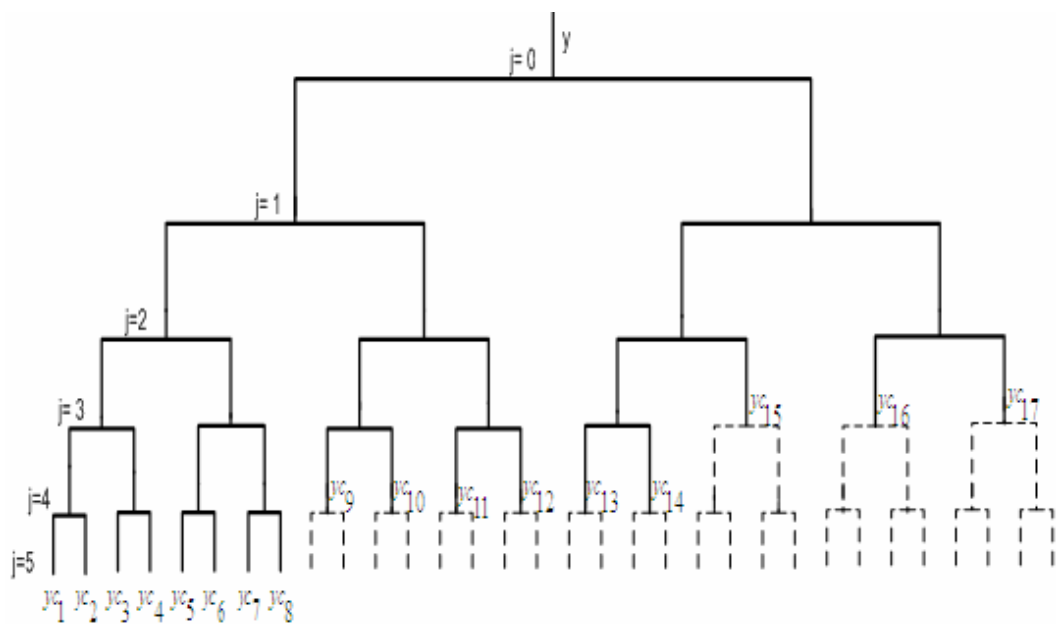 y
j= 0
j= 1
j=2
j= 3
yc15 yc16 yc17
j=4
yc9 yc10 yc11 yc12 yc13 yc14
j=5
yc1 yc2 yc3 yc4 yc5 yc6 yc7 yc8